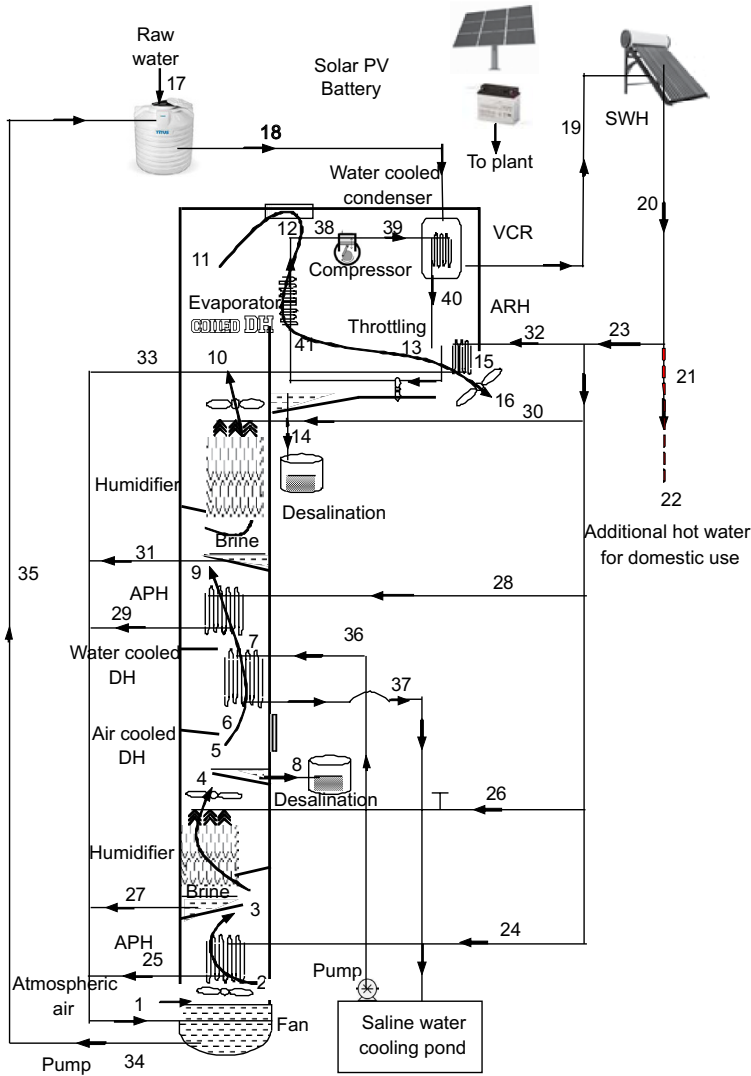 Raw
water
17
Solar PV
Battery
18
To plant
SWH
19
20
Water cooled
condenser
12
38
39
VCR
11
Compressor
40
Evaporator
ARH
COILED DH
Throttling
41
13
32
23
33
10
15
21
16
30
14
22
Humidifier
Desalination
Additional hot water
for domestic use
Brine
31
35
9
28
APH
29
7
36
Water cooled
DH
37
6
Air cooled
DH
5
8
4
26
Desalination
Humidifier
Brine
27
3
24
APH
25
2
Pump
Atmospheric
air
1
Fan
Saline water
cooling pond
Pump
34